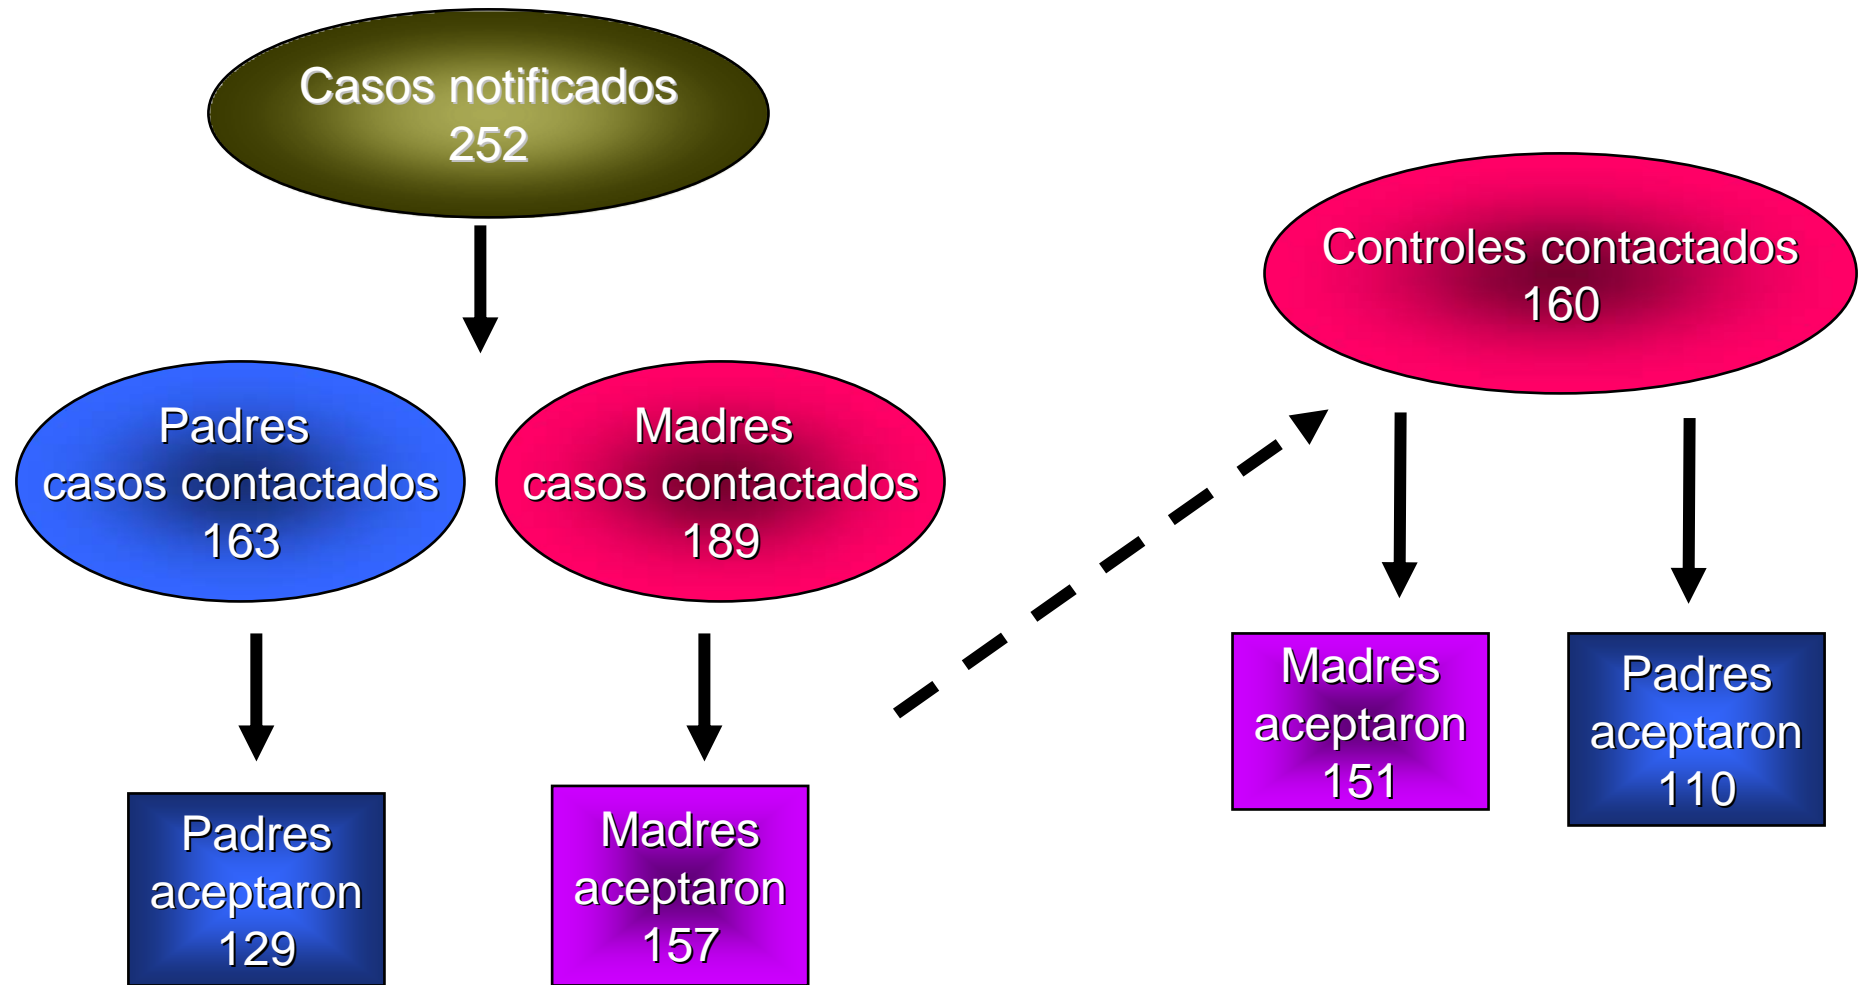 Casos notificados
252
Controles contactados
160
Padres
casos contactados
163
Madres
casos contactados
189
Madres
aceptaron
151
Padres
aceptaron
110
Padres
aceptaron
129
Madres
aceptaron
157